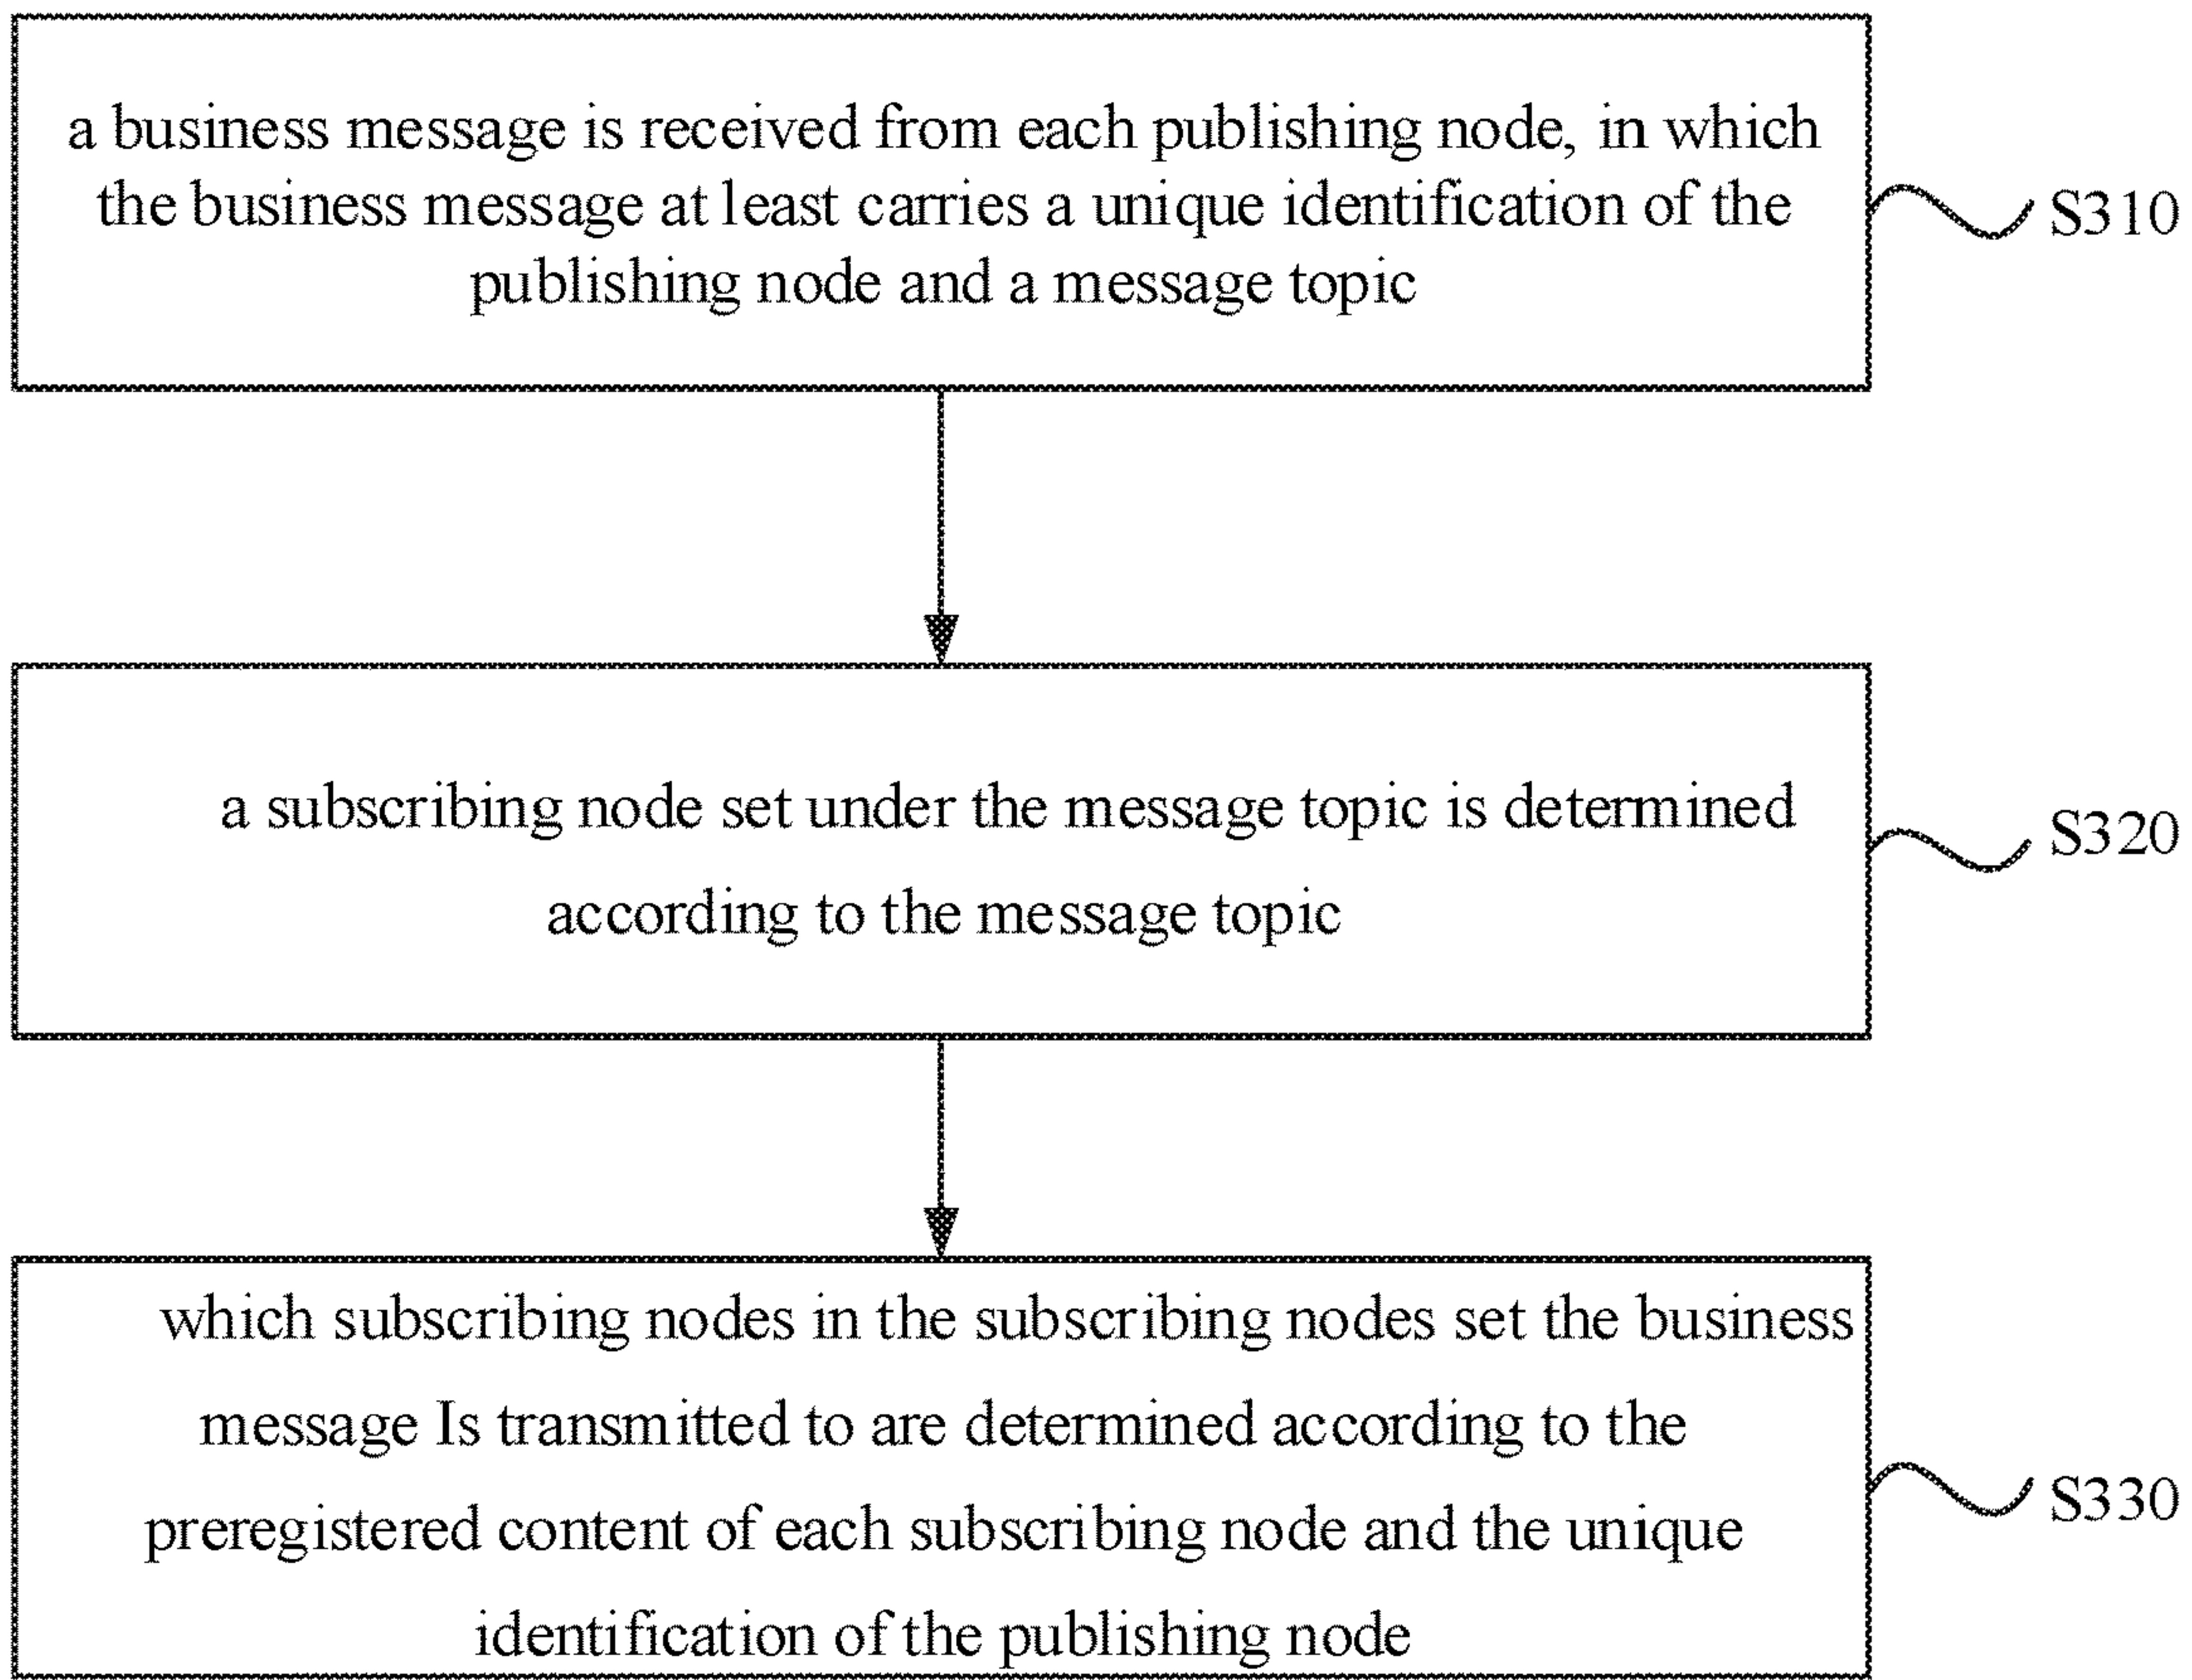 a business message is received from each publishing node, in which
the business message at least carries a unique identification of the
publishing node and a message topic
S310
a subscribing node set under the message topic is determined
according to the message topic
S320
which subscribing nodes in the subscribing nodes set the business
message Is transmitted to are determined according to the
preregistered content of each subscribing node and the unique
identification of the publishing node
S330